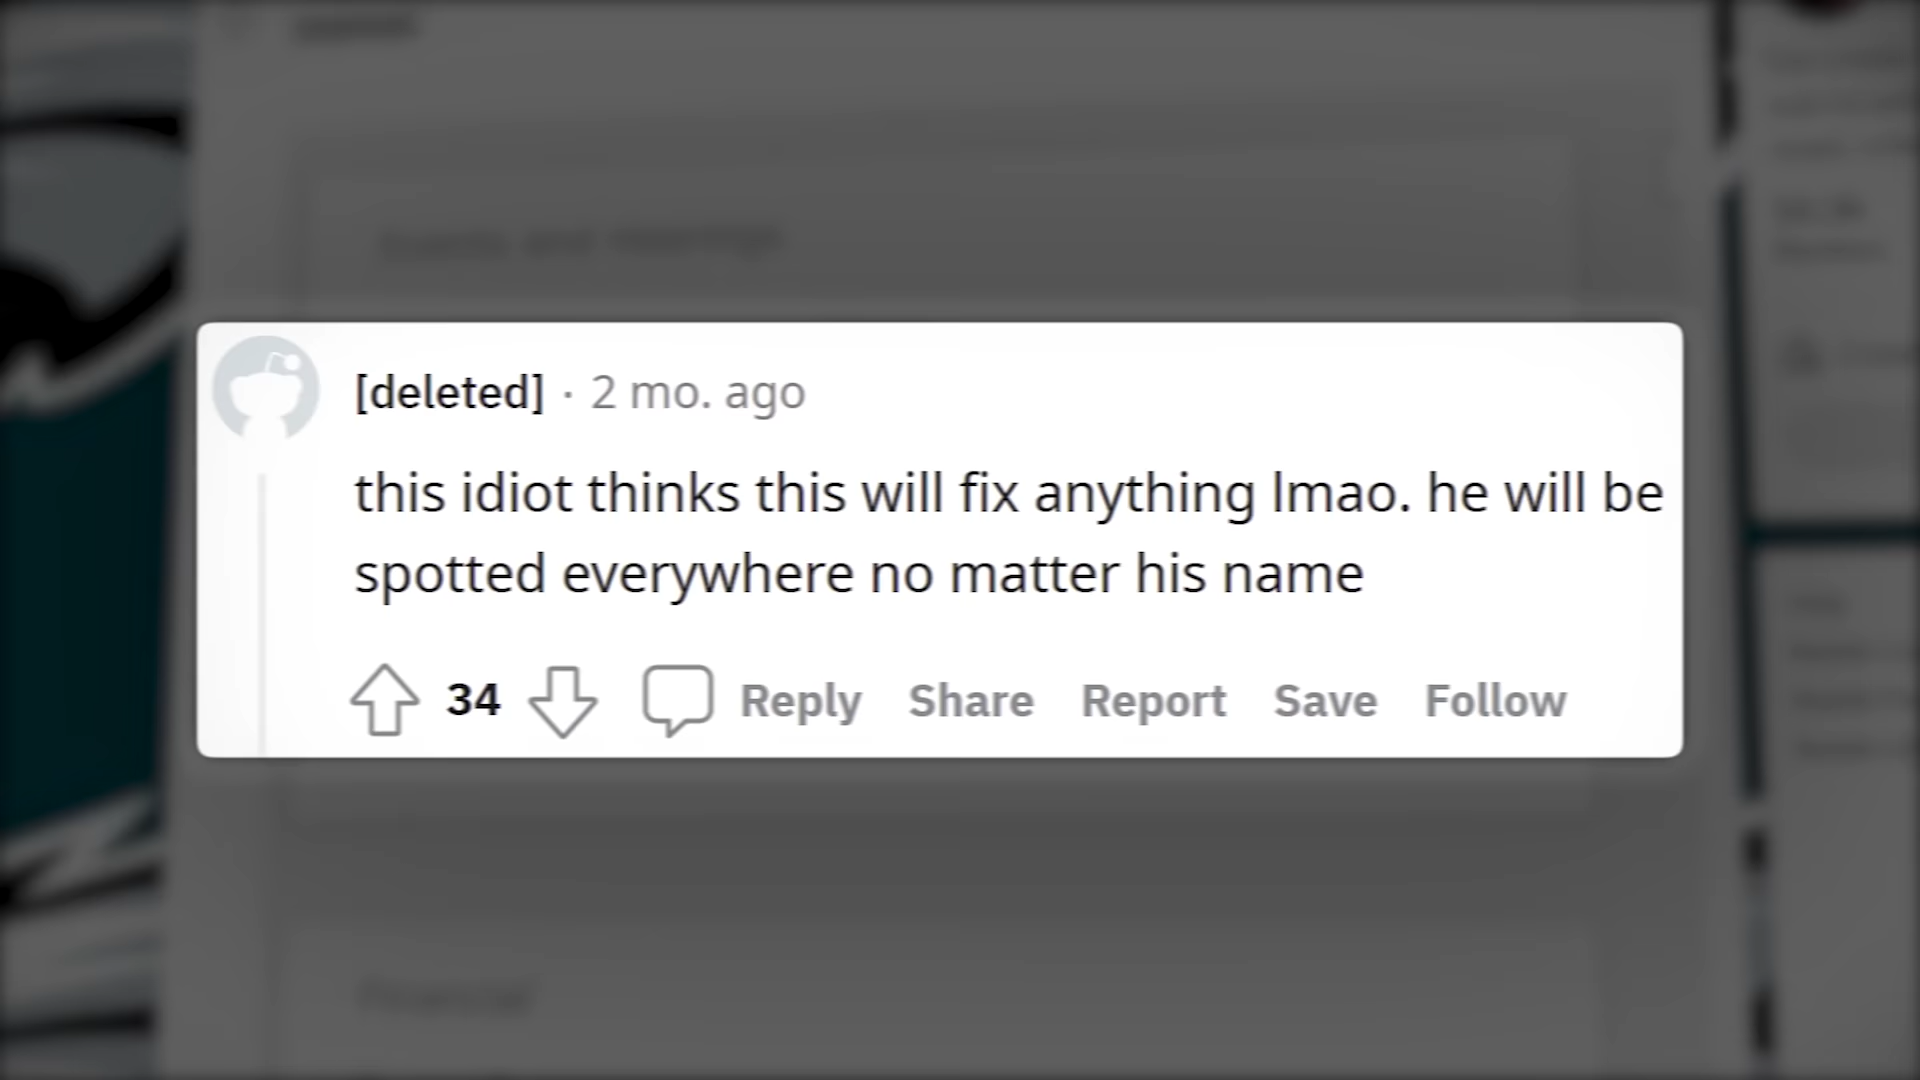 [deleted] · 2 mo. ago
this idiot thinks this will fix anything lmao. he will be
spotted everywhere no matter his name
34 Reply Share Report Save Follow
Financial